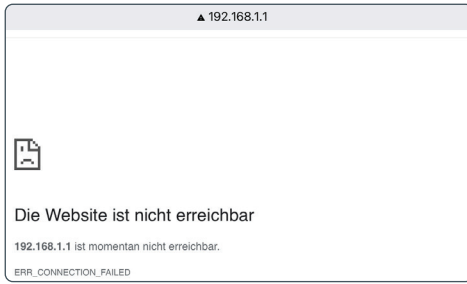 192.168.1.1
Die Website ist nicht erreichbar
192.168.1.1 ist momentan nicht erreichbar.
ERR_CONNECTION_FAILED